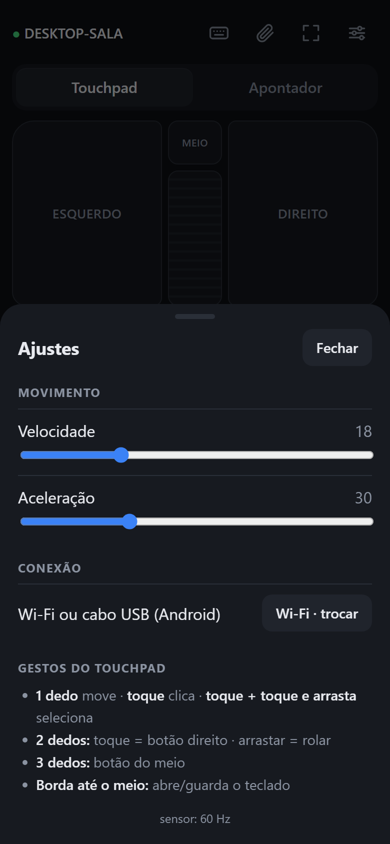 DESKTOP-SALA
Touchpad
Apontador
ESQUERDO
MEIO
DIREITO
Ajustes
Fechar
MOVIMENTO
Velocidade
18
Aceleração
30
CONEXÃO
Wi-Fi ou cabo USB (Android)
Wi-Fi · trocar
GESTOS DO TOUCHPAD
• 1 dedo move · toque clica · toque + toque e arrasta
seleciona
• 2 dedos: toque = botão direito · arrastar = rolar
• 3 dedos: botão do meio
• Borda até o meio: abre/guarda o teclado
sensor: 60 Hz